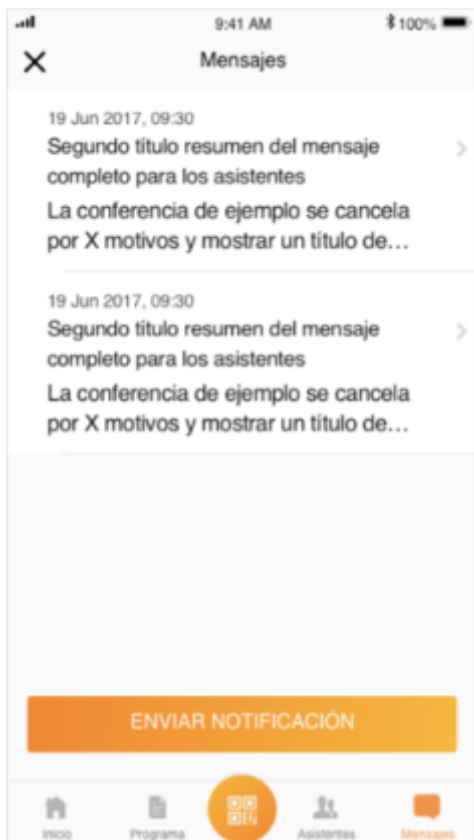 9:41 AM
100%
Mensajes
19 Jun 2017, 09:30
Segundo título resumen del mensaje
completo para los asistentes
La conferencia de ejemplo se cancela
por X motivos y mostrar un título de...
19 Jun 2017, 09:30
Segundo título resumen del mensaje
completo para los asistentes
La conferencia de ejemplo se cancela
por X motivos y mostrar un título de...
ENVIAR NOTIFICACIÓN
Inicio
Programa
Asistentes
Mensajes